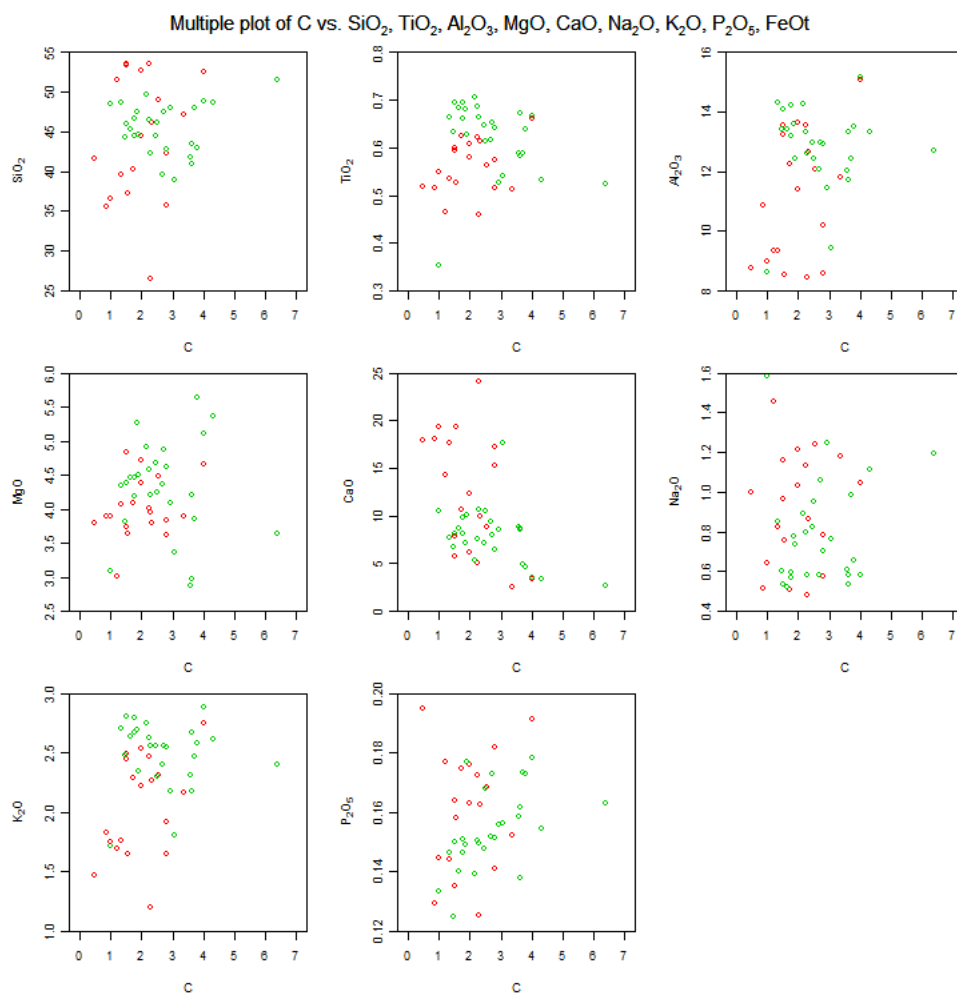 Multiple plot of C vs. SiO₂, TiO₂, Al₂O₃, MgO, CaO, Na₂O, K₂O, P₂O₅, FeOt
SiO₂
25 30 35 40 45 50 55
0 1 2 3 4 5 6 7
C
TiO₂
0.3 0.4 0.5 0.6 0.7 0.8
0 1 2 3 4 5 6 7
C
Al₂O₃
8 10 12 14 16
0 1 2 3 4 5 6 7
C
MgO
2.5 3.0 3.5 4.0 4.5 5.0 5.5 6.0
0 1 2 3 4 5 6 7
C
CaO
0 5 10 15 20 25
0 1 2 3 4 5 6 7
C
Na₂O
0.4 0.6 0.8 1.0 1.2 1.4 1.6
0 1 2 3 4 5 6 7
C
K₂O
1.0 1.5 2.0 2.5 3.0
0 1 2 3 4 5 6 7
C
P₂O₅
0.12 0.14 0.16 0.18 0.20
0 1 2 3 4 5 6 7
C